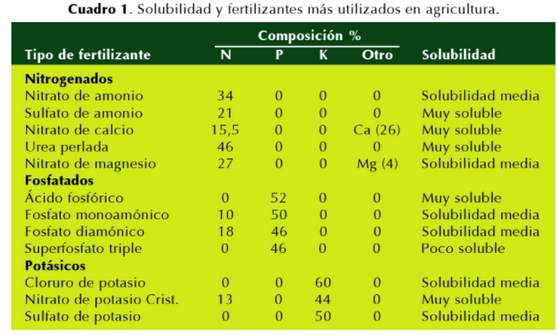 Cuadro 1. Solubilidad y fertilizantes más utilizados en agricultura.
Composición %
Tipo de fertilizante N P K Otro Solubilidad
Nitrogenados
Nitrato de amonio 34 0 0 0 Solubilidad media
Sulfato de amonio 21 0 0 0 Muy soluble
Nitrato de calcio 15,5 0 0 Ca (26) Muy soluble
Urea perlada 46 0 0 0 Muy soluble
Nitrato de magnesio 27 0 0 Mg (4) Solubilidad media
Fosfatados
Ácido fosfórico 0 52 0 0 Muy soluble
Fosfato monoamónico 10 50 0 0 Solubilidad media
Fosfato diamónico 18 46 0 0 Solubilidad media
Superfosfato triple 0 46 0 0 Poco soluble
Potásicos
Cloruro de potasio 0 0 60 0 Solubilidad media
Nitrato de potasio Crist. 13 0 44 0 Muy soluble
Sulfato de potasio 0 0 50 0 Solubilidad media